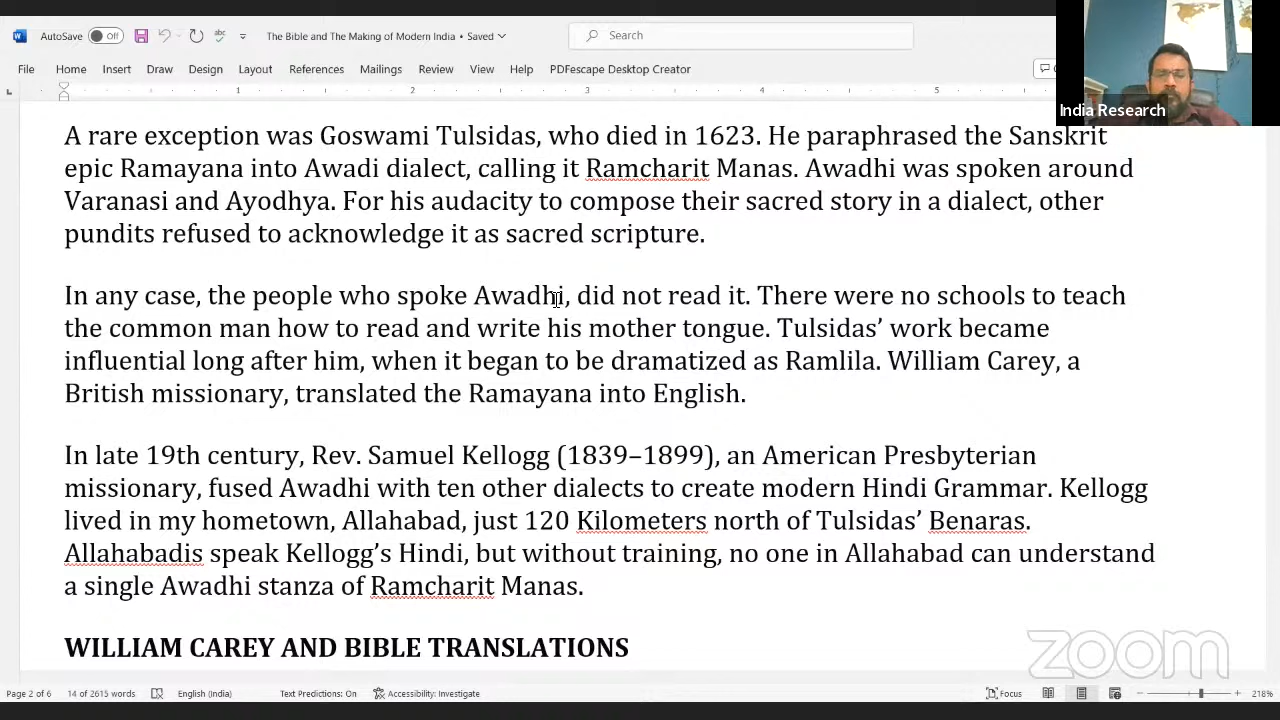 AutoSave Off The Bible and The Making of Modern India • Saved Search
File Home Insert Draw Design Layout References Mailings Review View Help PDFescape Desktop Creator
India Research
1 2 3 4 5
A rare exception was Goswami Tulsidas, who died in 1623. He paraphrased the Sanskrit
epic Ramayana into Awadi dialect, calling it Ramcharit Manas. Awadhi was spoken around
Varanasi and Ayodhya. For his audacity to compose their sacred story in a dialect, other
pundits refused to acknowledge it as sacred scripture.
In any case, the people who spoke Awadhi, did not read it. There were no schools to teach
the common man how to read and write his mother tongue. Tulsidas’ work became
influential long after him, when it began to be dramatized as Ramlila. William Carey, a
British missionary, translated the Ramayana into English.
In late 19th century, Rev. Samuel Kellogg (1839–1899), an American Presbyterian
missionary, fused Awadhi with ten other dialects to create modern Hindi Grammar. Kellogg
lived in my hometown, Allahabad, just 120 Kilometers north of Tulsidas’ Benaras.
Allahabadis speak Kellogg’s Hindi, but without training, no one in Allahabad can understand
a single Awadhi stanza of Ramcharit Manas.
WILLIAM CAREY AND BIBLE TRANSLATIONS
zoom
Page 2 of 6 14 of 2615 words English (India) Text Predictions: On Accessibility: Investigate Focus 218%